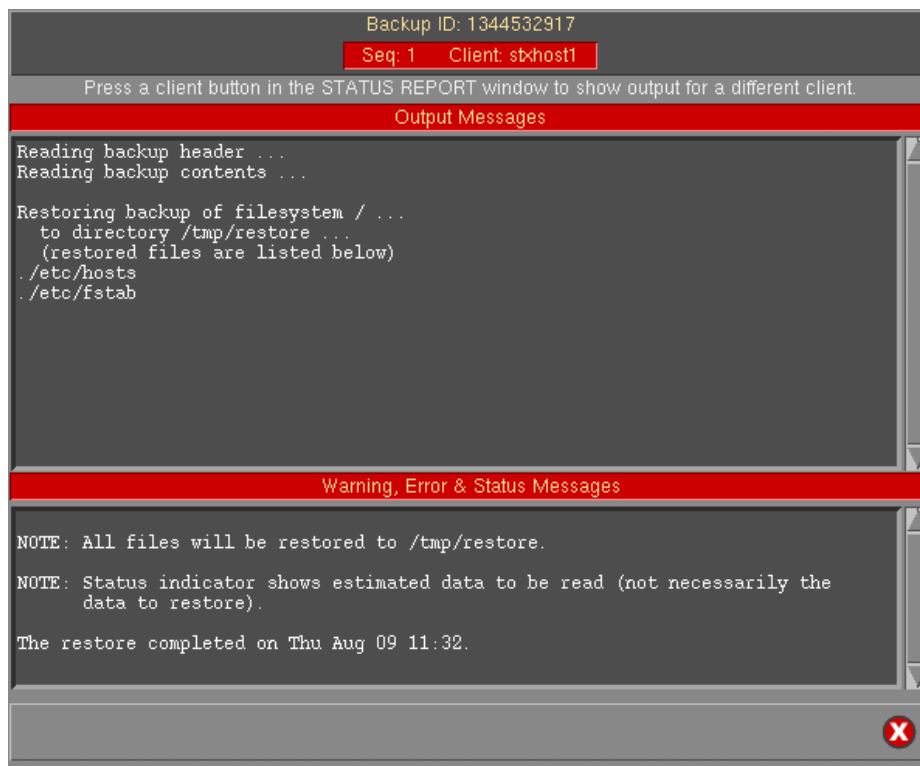 Backup ID: 1344532917
Seq: 1 Client: stxhost1
Press a client button in the STATUS REPORT window to show output for a different client.
Output Messages
Reading backup header ...
Reading backup contents ...
Restoring backup of filesystem / ...
to directory /tmp/restore ...
(restored files are listed below)
./etc/hosts
./etc/fstab
Warning, Error & Status Messages
NOTE: All files will be restored to /tmp/restore.
NOTE: Status indicator shows estimated data to be read (not necessarily the
data to restore).
The restore completed on Thu Aug 09 11:32.